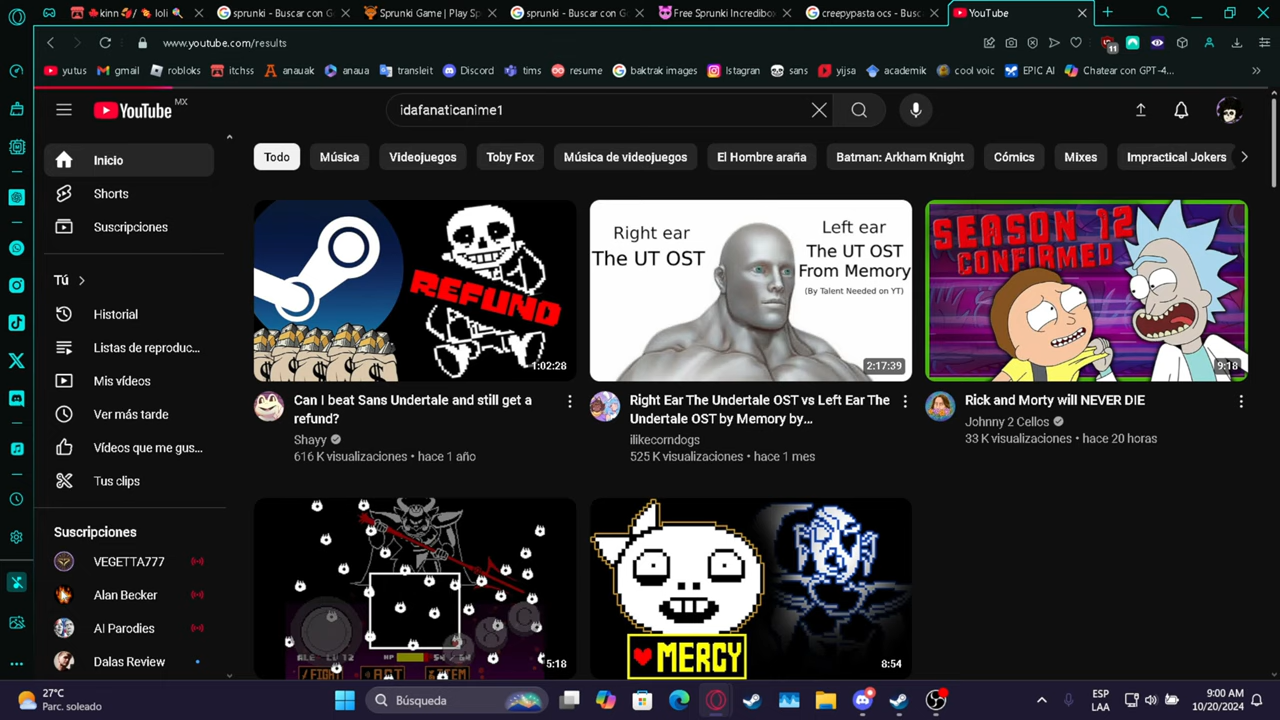 🍁kinn 🚀/ 🍗 loli 🍭
sprunki - Buscar con G
Sprunki Game | Play Sp
sprunki - Buscar con G
Free Sprunki Incredibo
creepypasta ocs - Busc
YouTube
www.youtube.com/results
11
yutus
gmail
robloks
itchss
anauak
anaua
transleit
Discord
tims
resume
baktrak images
Istagran
sans
yijsa
academik
cool voic
EPIC AI
Chatear con GPT-4...
YouTube MX
idafanaticanime1
Todo
Música
Videojuegos
Toby Fox
Música de videojuegos
El Hombre araña
Batman: Arkham Knight
Cómics
Mixes
Impractical Jokers
Inicio
Shorts
Suscripciones
Tú
Historial
Listas de reproduc...
Mis vídeos
Ver más tarde
Vídeos que me gus...
Tus clips
Suscripciones
VEGETTA777
Alan Becker
AI Parodies
Dalas Review
REFUND
1:02:28
Can I beat Sans Undertale and still get a
refund?
Shayy
616 K visualizaciones • hace 1 año
Right ear
The UT OST
Left ear
The UT OST
From Memory
(By Talent Needed on YT)
2:17:39
Right Ear The Undertale OST vs Left Ear The
Undertale OST by Memory by...
ilikecorndogs
525 K visualizaciones • hace 1 mes
SEASON 12
CONFIRMED
9:18
Rick and Morty will NEVER DIE
Johnny 2 Cellos
33 K visualizaciones • hace 20 horas
HP
FIGHT
ACT
ITEM
5:18
MERCY
8:54
27°C
Parc. soleado
Búsqueda
ESP
LAA
9:00 AM
10/20/2024